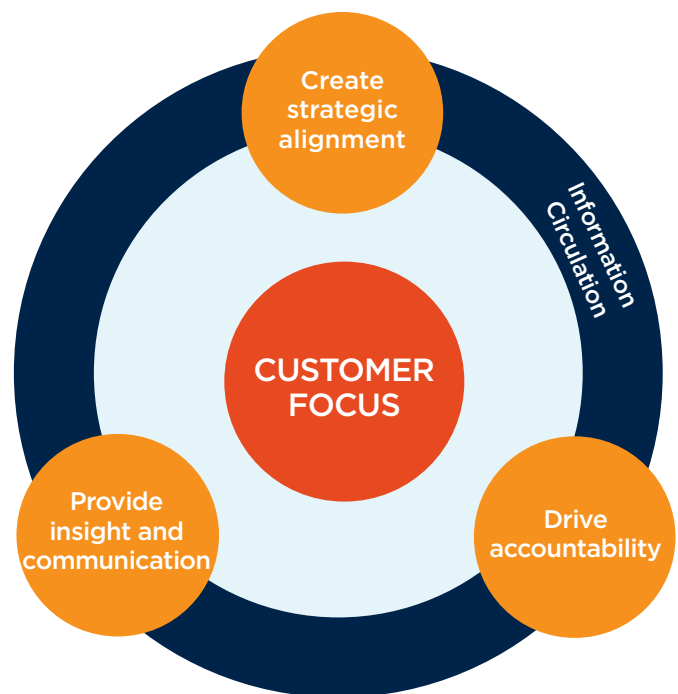 Create
strategic
alignment
Information
Circulation
CUSTOMER
FOCUS
Provide
insight and
communication
Drive
accountability